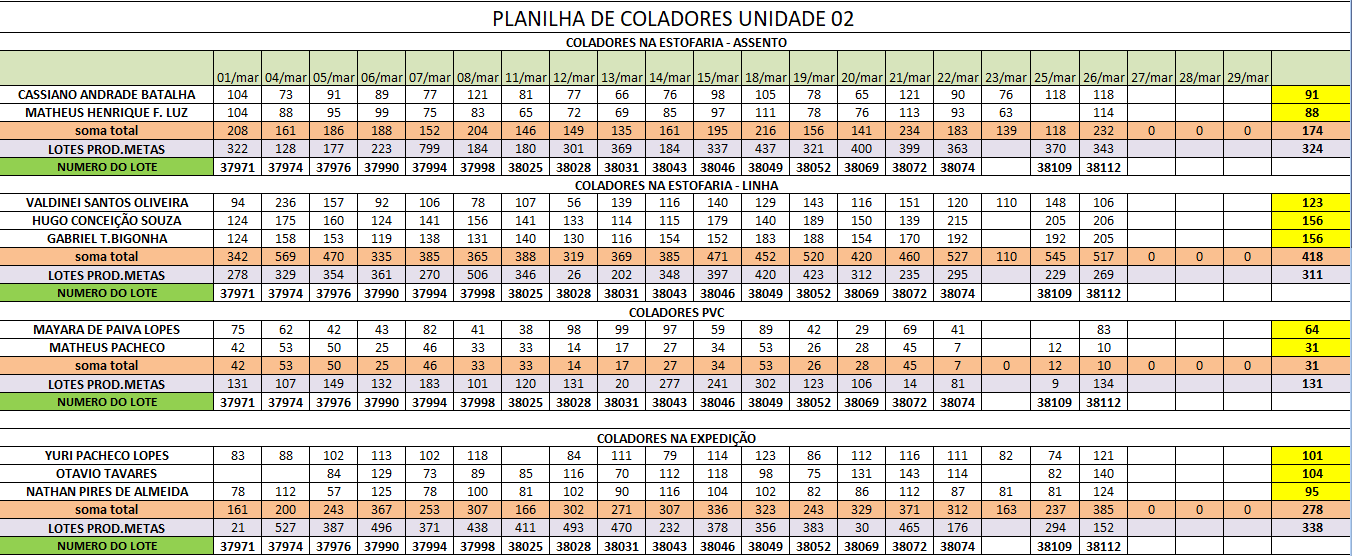 PLANILHA DE COLADORES UNIDADE 02
COLADORES NA ESTOFARIA - ASSENTO
01/mar 04/mar 05/mar 06/mar 07/mar 08/mar 11/mar 12/mar 13/mar 14/mar 15/mar 18/mar 19/mar 20/mar 21/mar 22/mar 23/mar 25/mar 26/mar 27/mar 28/mar 29/mar
CASSIANO ANDRADE BATALHA 104 73 91 89 77 121 81 77 66 76 98 105 78 65 121 90 76 118 118 91
MATHEUS HENRIQUE F. LUZ 104 88 95 99 75 83 65 72 69 85 97 111 78 76 113 93 63 114 88
soma total 208 161 186 188 152 204 146 149 135 161 195 216 156 141 234 183 139 118 232 0 0 0 174
LOTES PROD.METAS 322 128 177 223 799 184 180 301 369 184 337 437 321 400 399 363 370 343 324
NUMERO DO LOTE 37971 37974 37976 37990 37994 37998 38025 38028 38031 38043 38046 38049 38052 38069 38072 38074 38109 38112
COLADORES NA ESTOFARIA - LINHA
VALDINEI SANTOS OLIVEIRA 94 236 157 92 106 78 107 56 139 116 140 129 143 116 151 120 110 148 106 123
HUGO CONCEIÇÃO SOUZA 124 175 160 124 141 156 141 133 114 115 179 140 189 150 139 215 205 206 156
GABRIEL T.BIGONHA 124 158 153 119 138 131 140 130 116 154 152 183 188 154 170 192 192 205 156
soma total 342 569 470 335 385 365 388 319 369 385 471 452 520 420 460 527 110 545 517 0 0 0 418
LOTES PROD.METAS 278 329 354 361 270 506 346 26 202 348 397 420 423 312 235 295 229 269 311
NUMERO DO LOTE 37971 37974 37976 37990 37994 37998 38025 38028 38031 38043 38046 38049 38052 38069 38072 38074 38109 38112
COLADORES PVC
MAYARA DE PAIVA LOPES 75 62 42 43 82 41 38 98 99 97 59 89 42 29 69 41 83 64
MATHEUS PACHECO 42 53 50 25 46 33 33 14 17 27 34 53 26 28 45 7 12 10 31
soma total 42 53 50 25 46 33 33 14 17 27 34 53 26 28 45 7 0 12 10 0 0 0 31
LOTES PROD.METAS 131 107 149 132 183 101 120 131 20 277 241 302 123 106 14 81 9 134 131
NUMERO DO LOTE 37971 37974 37976 37990 37994 37998 38025 38028 38031 38043 38046 38049 38052 38069 38072 38074 38109 38112
COLADORES NA EXPEDIÇÃO
YURI PACHECO LOPES 83 88 102 113 102 118 84 111 79 114 123 86 112 116 111 82 74 121 101
OTAVIO TAVARES 84 129 73 89 85 116 70 112 118 98 75 131 143 114 82 140 104
NATHAN PIRES DE ALMEIDA 78 112 57 125 78 100 81 102 90 116 104 102 82 86 112 87 81 81 124 95
soma total 161 200 243 367 253 307 166 302 271 307 336 323 243 329 371 312 163 237 385 0 0 0 278
LOTES PROD.METAS 21 527 387 496 371 438 411 493 470 232 378 356 383 30 465 176 294 152 338
NUMERO DO LOTE 37971 37974 37976 37990 37994 37998 38025 38028 38031 38043 38046 38049 38052 38069 38072 38074 38109 38112